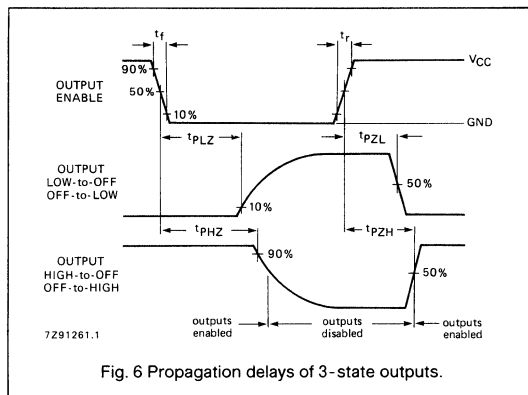 tf
tr
VCC
90%
OUTPUT
ENABLE
50%
10%
GND
tPLZ
tPZL
OUTPUT
LOW-to-OFF
OFF-to-LOW
50%
10%
tPHZ
tPZH
90%
OUTPUT
HIGH-to-OFF
OFF-to-HIGH
50%
outputs
enabled
outputs
disabled
outputs
enabled
7Z91261.1
Fig. 6 Propagation delays of 3-state outputs.